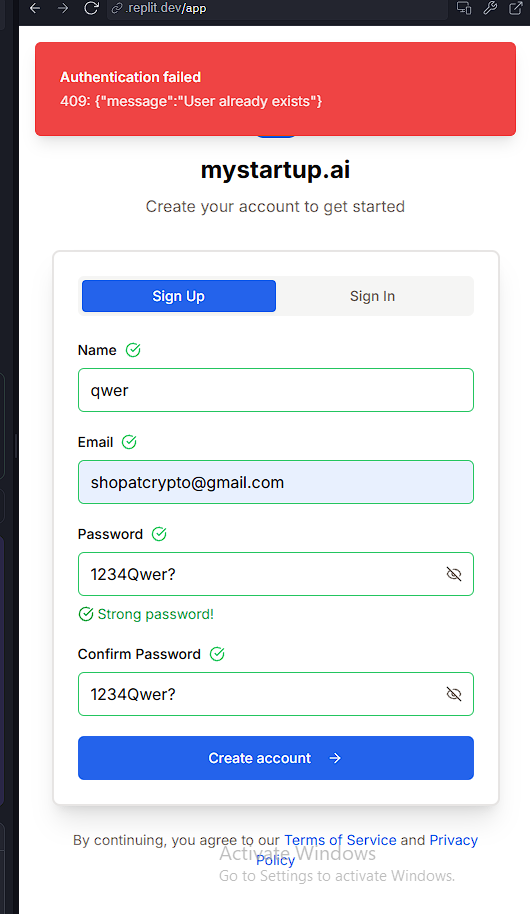 .replit.dev/app
Authentication failed
409: {"message":"User already exists"}
mystartup.ai
Create your account to get started
Sign Up
Sign In
Name
qwer
Email
shopatcrypto@gmail.com
Password
1234Qwer?
Strong password!
Confirm Password
1234Qwer?
Create account →
By continuing, you agree to our Terms of Service and Privacy
Policy
Activate Windows
Go to Settings to activate Windows.